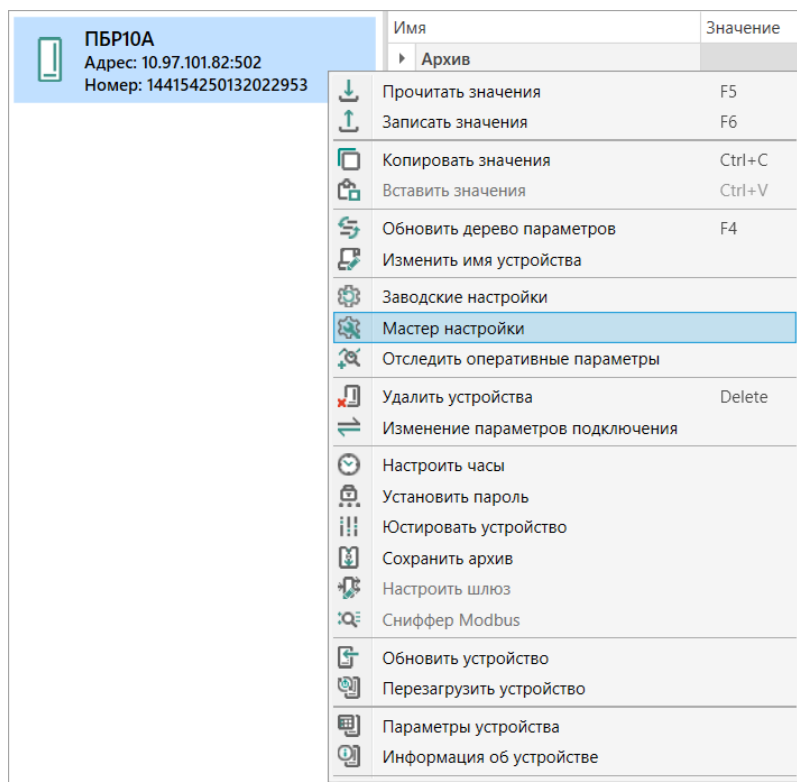 ПБР10А
Адрес: 10.97.101.82:502
Номер: 144154250132022953
Имя Значение
Архив
Прочитать значения F5
Записать значения F6
Копировать значения Ctrl+C
Вставить значения Ctrl+V
Обновить дерево параметров F4
Изменить имя устройства
Заводские настройки
Мастер настройки
Отследить оперативные параметры
Удалить устройства Delete
Изменение параметров подключения
Настроить часы
Установить пароль
Юстировать устройство
Сохранить архив
Настроить шлюз
Сниффер Modbus
Обновить устройство
Перезагрузить устройство
Параметры устройства
Информация об устройстве